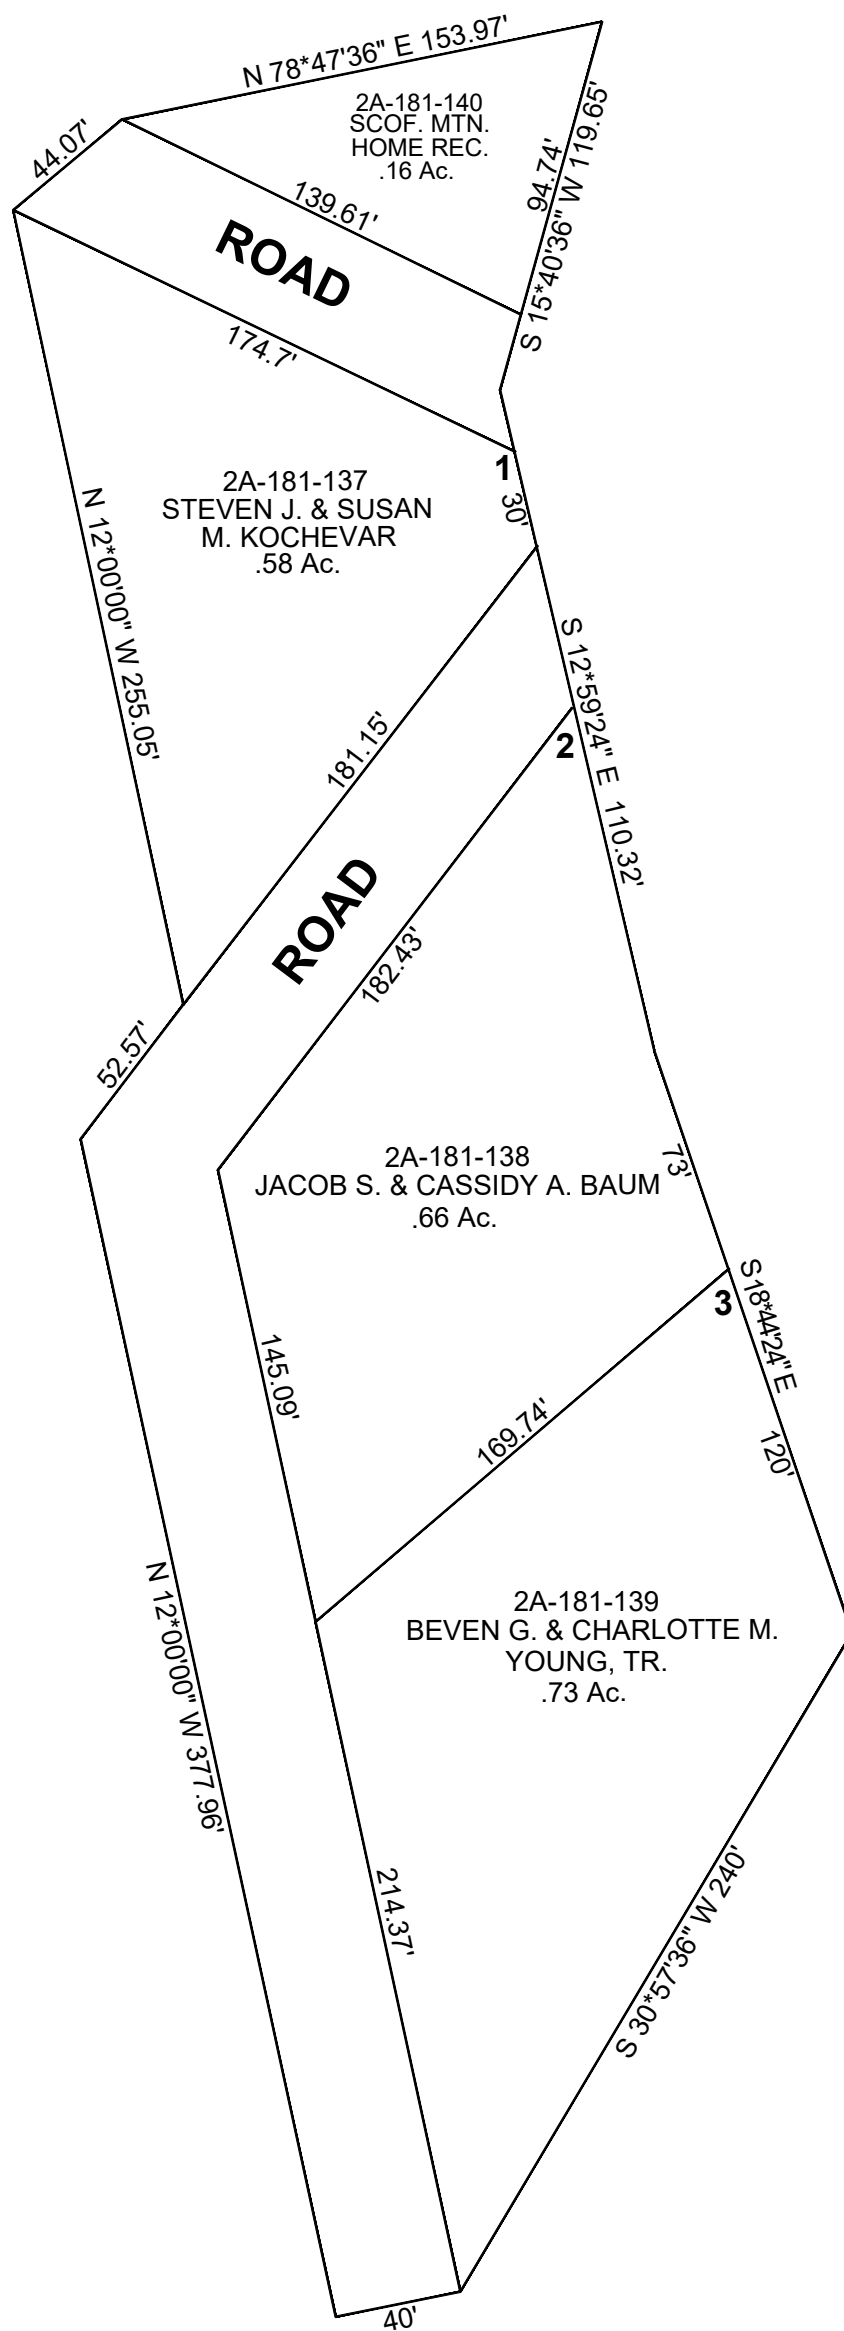 N 78*47'36" E 153.97'
44.07'
2A-181-140
SCOF. MTN.
HOME REC.
.16 Ac.
94.74'
S 15*40'36" W 119.65'
139.61'
ROAD
174.7'
1
30'
2A-181-137
STEVEN J. & SUSAN
M. KOCHEVAR
.58 Ac.
N 12*00'00" W 255.05'
S 12*59'24" E 110.32'
181.15'
2
ROAD
182.43'
52.57'
2A-181-138
JACOB S. & CASSIDY A. BAUM
.66 Ac.
73'
3
S18*44'24"E
145.09'
169.74'
120'
2A-181-139
BEVEN G. & CHARLOTTE M.
YOUNG, TR.
.73 Ac.
N 12*00'00" W 377.96'
214.37'
S 30*57'36" W 240'
40'